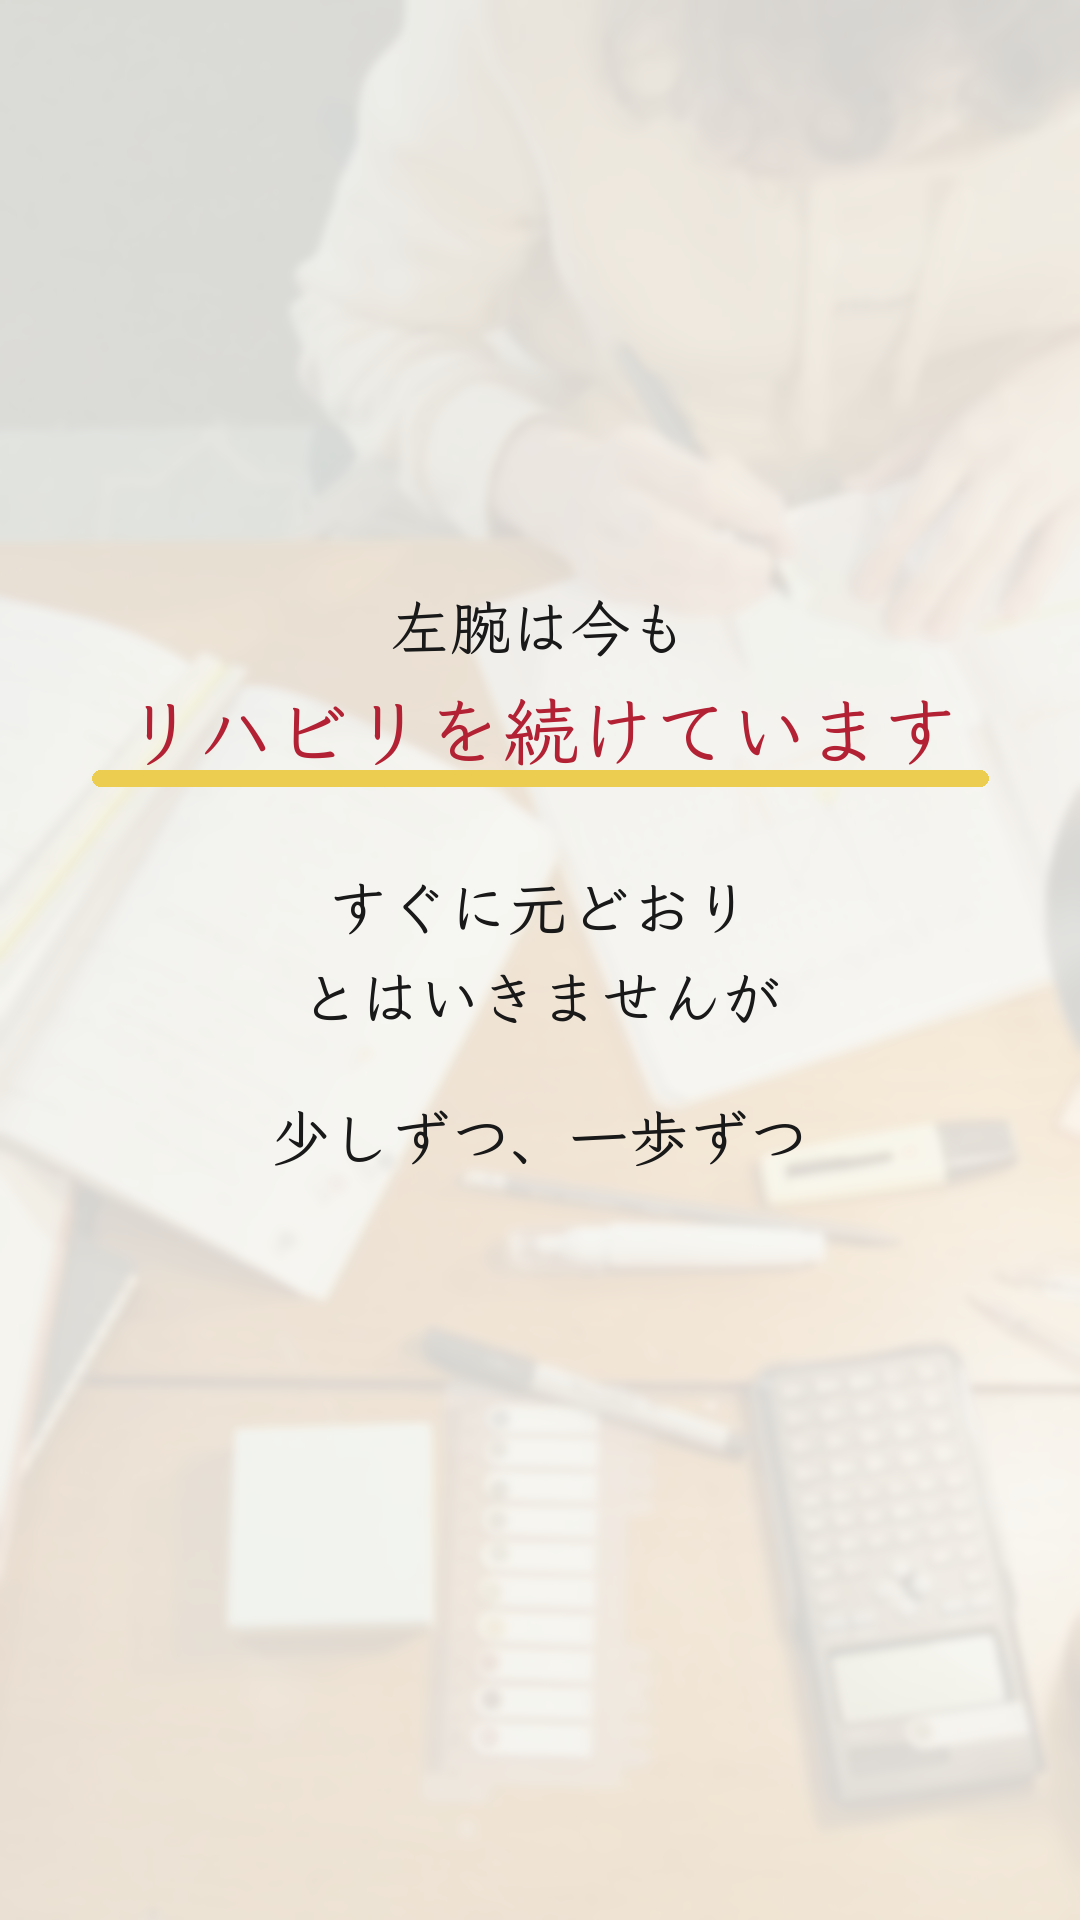 左腕は今も
リハビリを続けています
すぐに元どおり
とはいきませんが
少しずつ、一歩ずつ